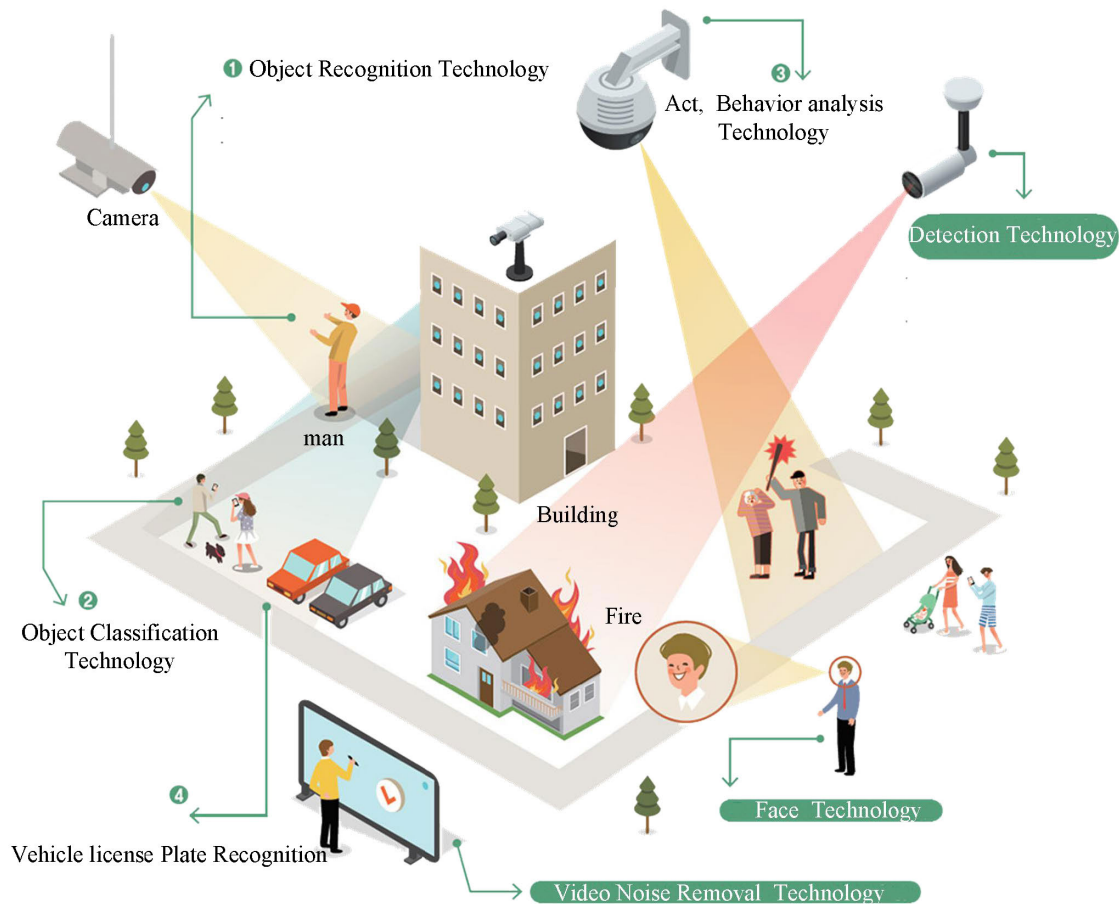 ❶ Object Recognition Technology
❸
Act, Behavior analysis
Technology
Camera
Detection Technology
man
Building
❷
Object Classification
Technology
Fire
❹
Face Technology
Vehicle license Plate Recognition
Video Noise Removal Technology